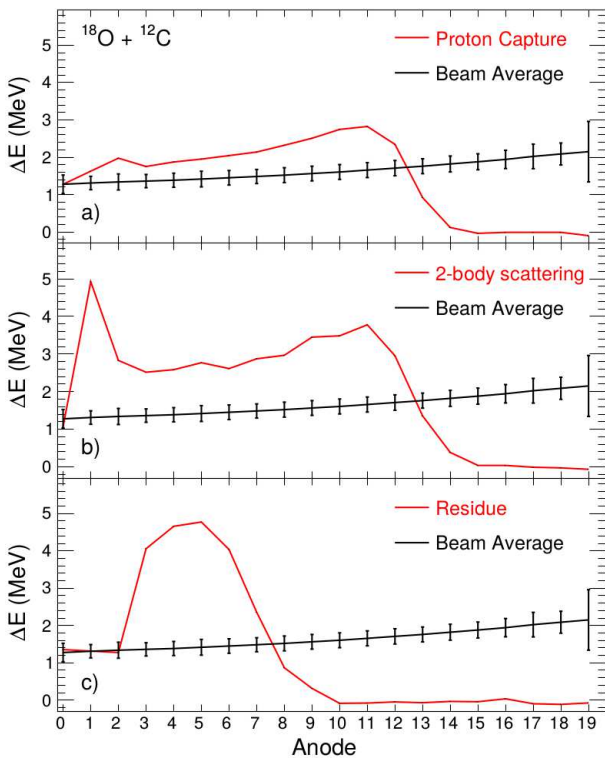 ¹⁸O + ¹²C
Proton Capture
Beam Average
ΔE (MeV)
5
4
3
2
1
0
a)
2-body scattering
Beam Average
ΔE (MeV)
5
4
3
2
1
0
b)
Residue
Beam Average
ΔE (MeV)
5
4
3
2
1
0
c)
0 1 2 3 4 5 6 7 8 9 10 11 12 13 14 15 16 17 18 19
Anode